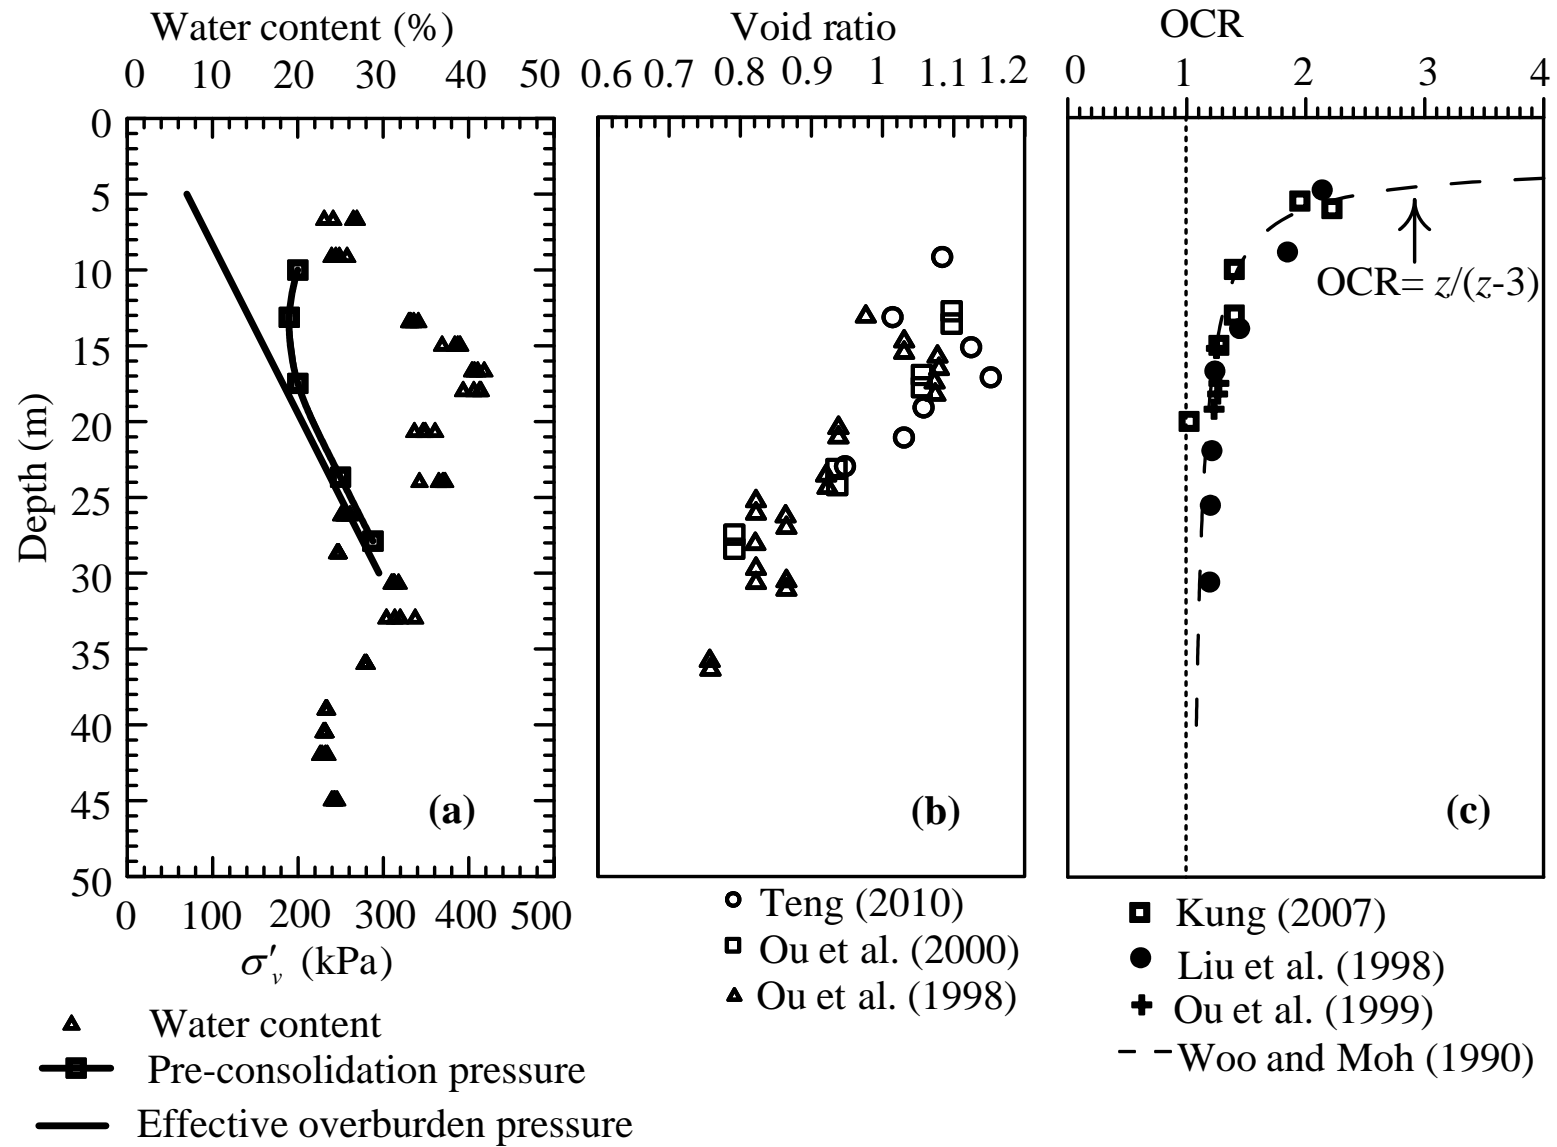 Water content (%)
0 10 20 30 40 50
Void ratio
0.6 0.7 0.8 0.9 1 1.1 1.2
OCR
0 1 2 3 4
Depth (m)
0
5
10
15
20
25
30
35
40
45
50
(a)
(b)
OCR= z/(z-3)
(c)
0 100 200 300 400 500
σ′v (kPa)
Water content
Pre-consolidation pressure
Effective overburden pressure
Teng (2010)
Ou et al. (2000)
Ou et al. (1998)
Kung (2007)
Liu et al. (1998)
Ou et al. (1999)
Woo and Moh (1990)